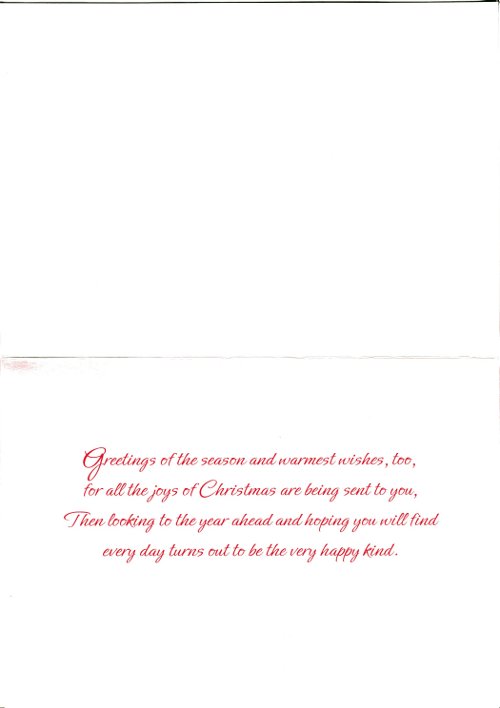 Greetings of the season and warmest wishes, too,
for all the joys of Christmas are being sent to you,
Then looking to the year ahead and hoping you will find
every day turns out to be the very happy kind.